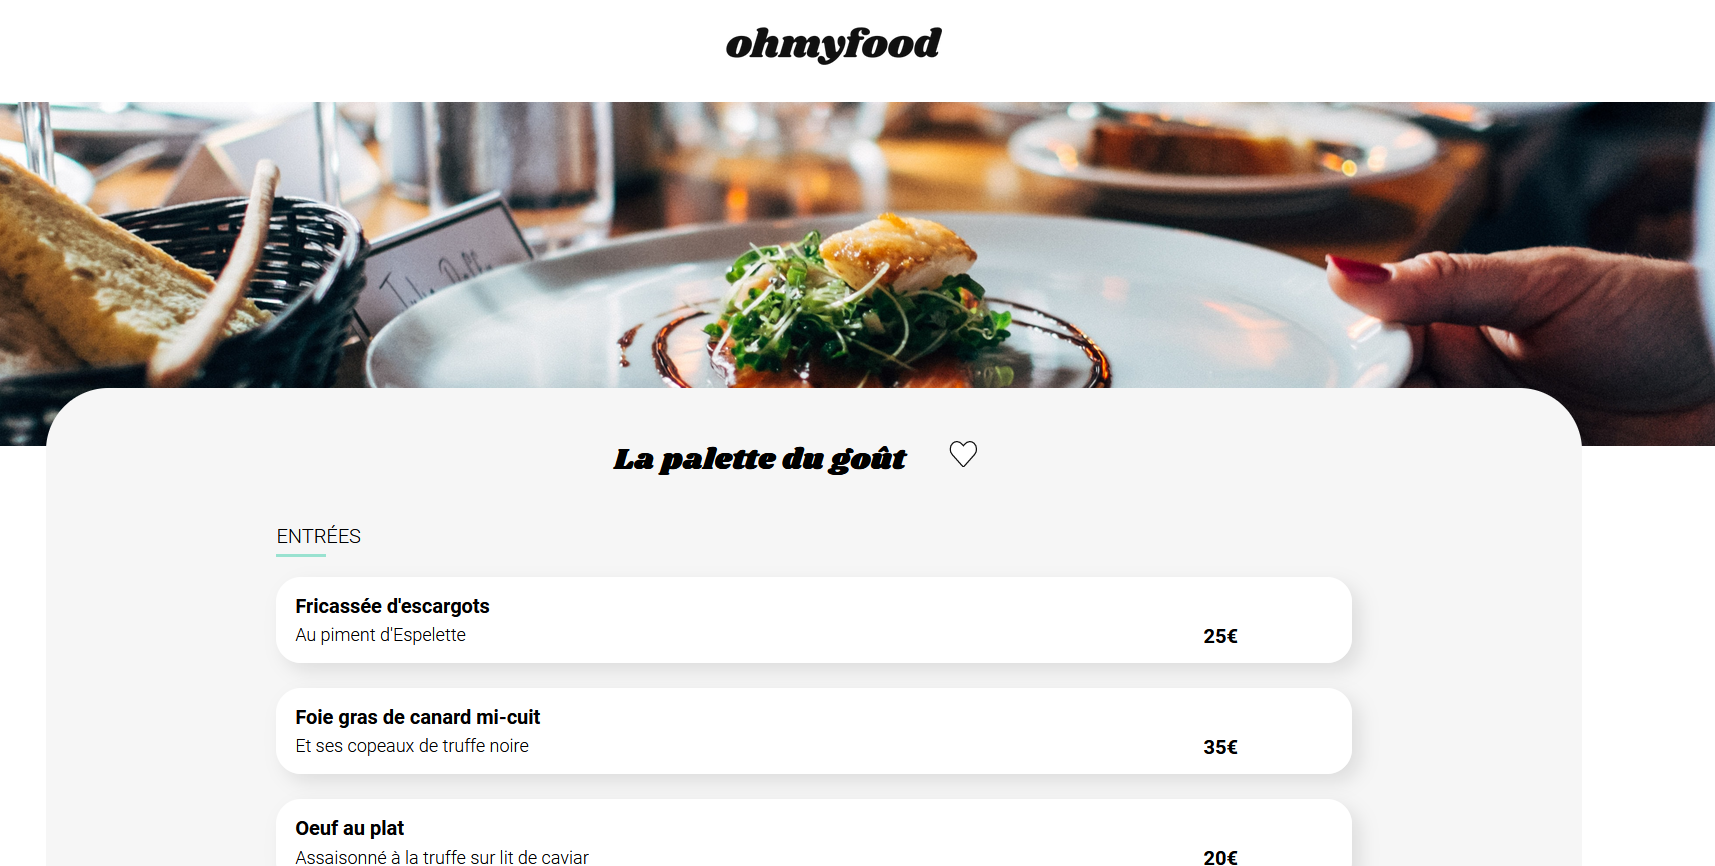 ohmyfood
La palette du goût
ENTRÉES
Fricassée d'escargots
Au piment d'Espelette
25€
Foie gras de canard mi-cuit
Et ses copeaux de truffe noire
35€
Oeuf au plat
Assaisonné à la truffe sur lit de caviar
20€